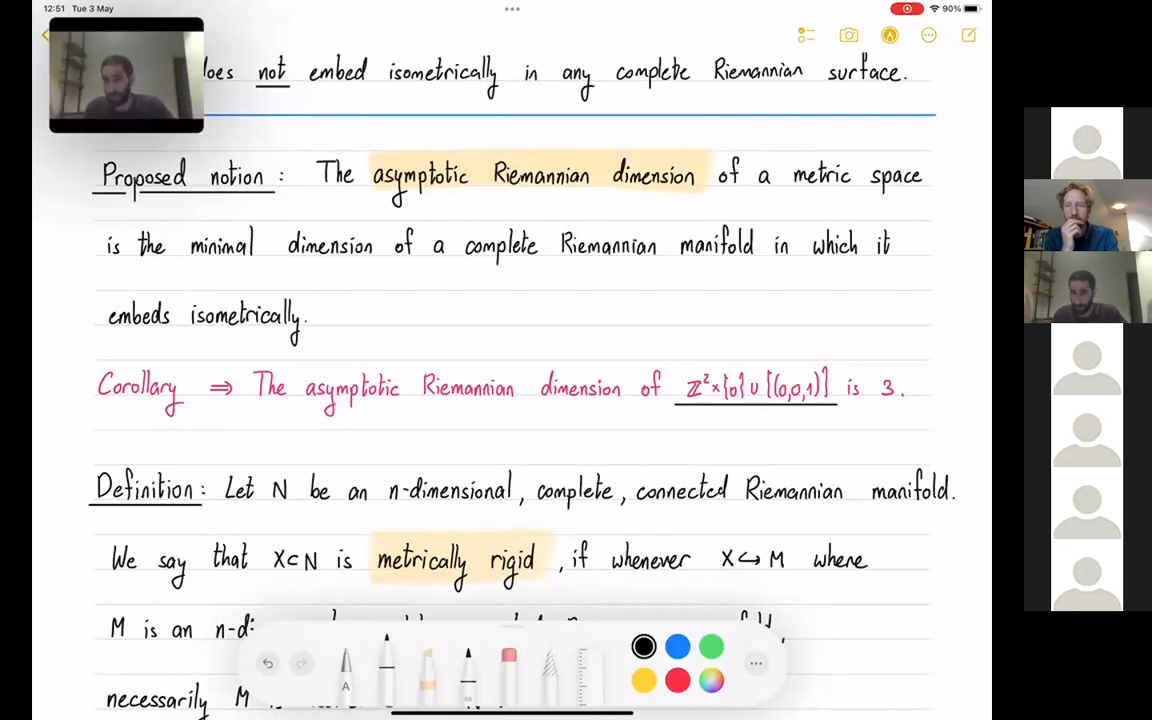 12:51 Tue 3 May
90%
does not embed isometrically in any complete Riemannian surface.
Proposed notion : The asymptotic Riemannian dimension of a metric space
is the minimal dimension of a complete Riemannian manifold in which it
embeds isometrically.
Corollary ⇒ The asymptotic Riemannian dimension of ℤ²×{0}∪{(0,0,1)} is 3.
Definition : Let N be an n-dimensional, complete, connected Riemannian manifold.
We say that X⊂N is metrically rigid, if whenever X↪M where
M is an
necessarily M